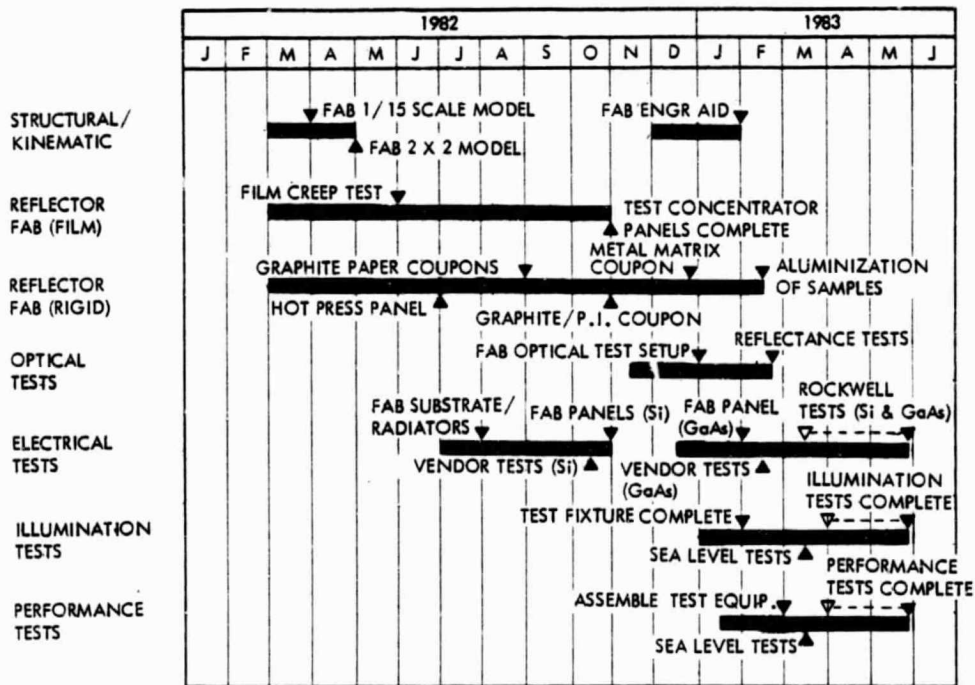 1982 1983
J F M A M J J A S O N D J F M A M J
STRUCTURAL/
KINEMATIC
FAB 1/15 SCALE MODEL
FAB 2 X 2 MODEL
FAB ENGR AID
REFLECTOR
FAB (FILM)
FILM CREEP TEST
TEST CONCENTRATOR
PANELS COMPLETE
REFLECTOR
FAB (RIGID)
GRAPHITE PAPER COUPONS
METAL MATRIX
COUPON
ALUMINIZATION
OF SAMPLES
HOT PRESS PANEL
GRAPHITE/P.I. COUPON
OPTICAL
TESTS
FAB OPTICAL TEST SETUP
REFLECTANCE TESTS
ELECTRICAL
TESTS
FAB SUBSTRATE/
RADIATORS
FAB PANELS (Si)
FAB PANEL
(GaAs)
ROCKWELL
TESTS (Si & GaAs)
VENDOR TESTS (Si)
VENDOR TESTS
(GaAs)
ILLUMINATION
TESTS
TEST FIXTURE COMPLETE
ILLUMINATION
TESTS COMPLETE
SEA LEVEL TESTS
PERFORMANCE
TESTS
ASSEMBLE TEST EQUIP.
PERFORMANCE
TESTS COMPLETE
SEA LEVEL TESTS